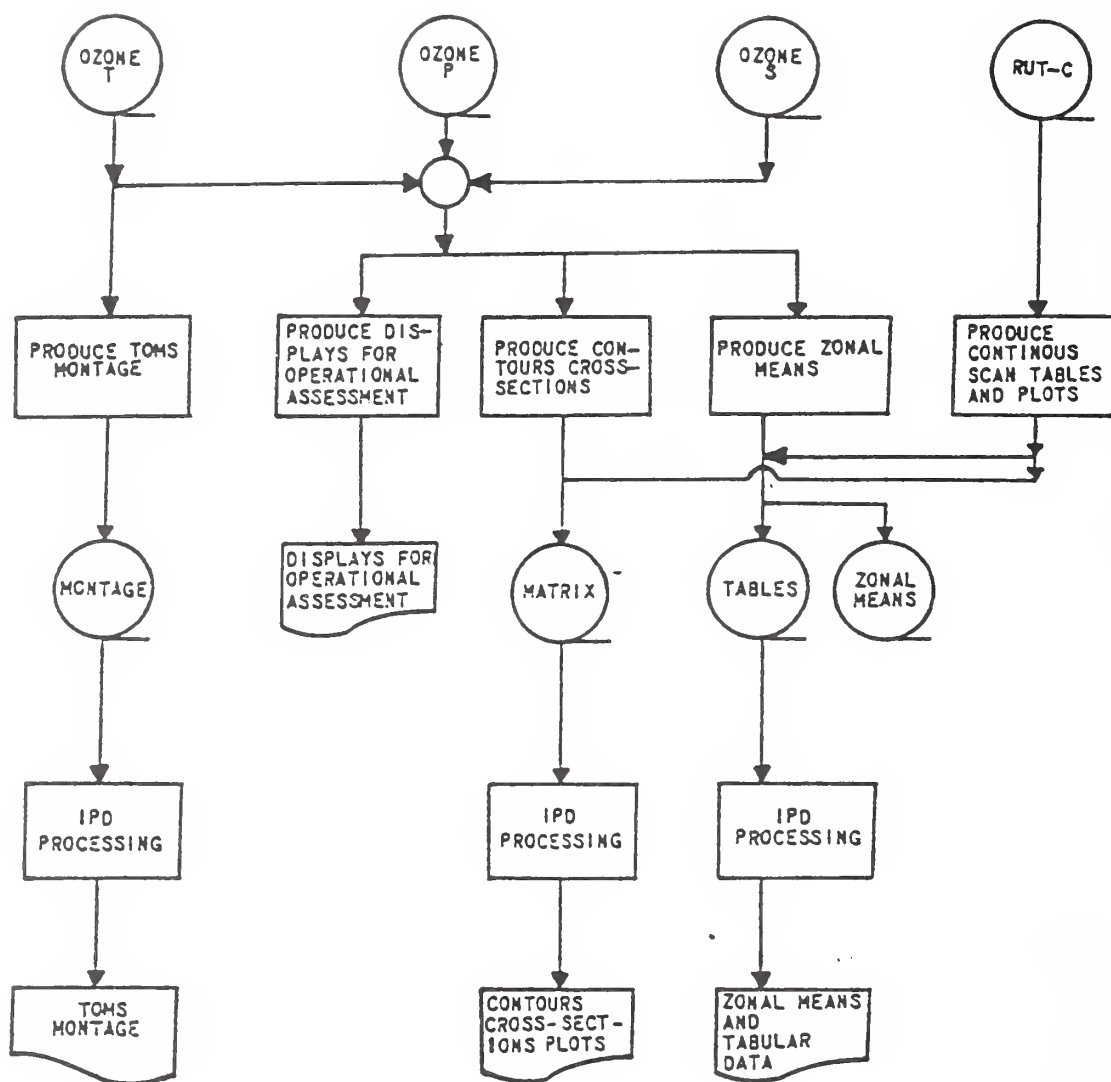 OZONE
T
OZONE
P
OZONE
S
RUT-C
PRODUCE TOMS
MONTAGE
PRODUCE DIS-
PLAYS FOR
OPERATIONAL
ASSESSMENT
PRODUCE CON-
TOURS CROSS-
SECTIONS
PRODUCE ZONAL
MEANS
PRODUCE
CONTINOUS
SCAN TABLES
AND PLOTS
MONTAGE
DISPLAYS FOR
OPERATIONAL
ASSESSMENT
MATRIX
TABLES
ZONAL
MEANS
IPD
PROCESSING
IPD
PROCESSING
IPD
PROCESSING
TOMS
MONTAGE
CONTOURS
CROSS-SECT-
IONS PLOTS
ZONAL MEANS
AND
TABULAR
DATA